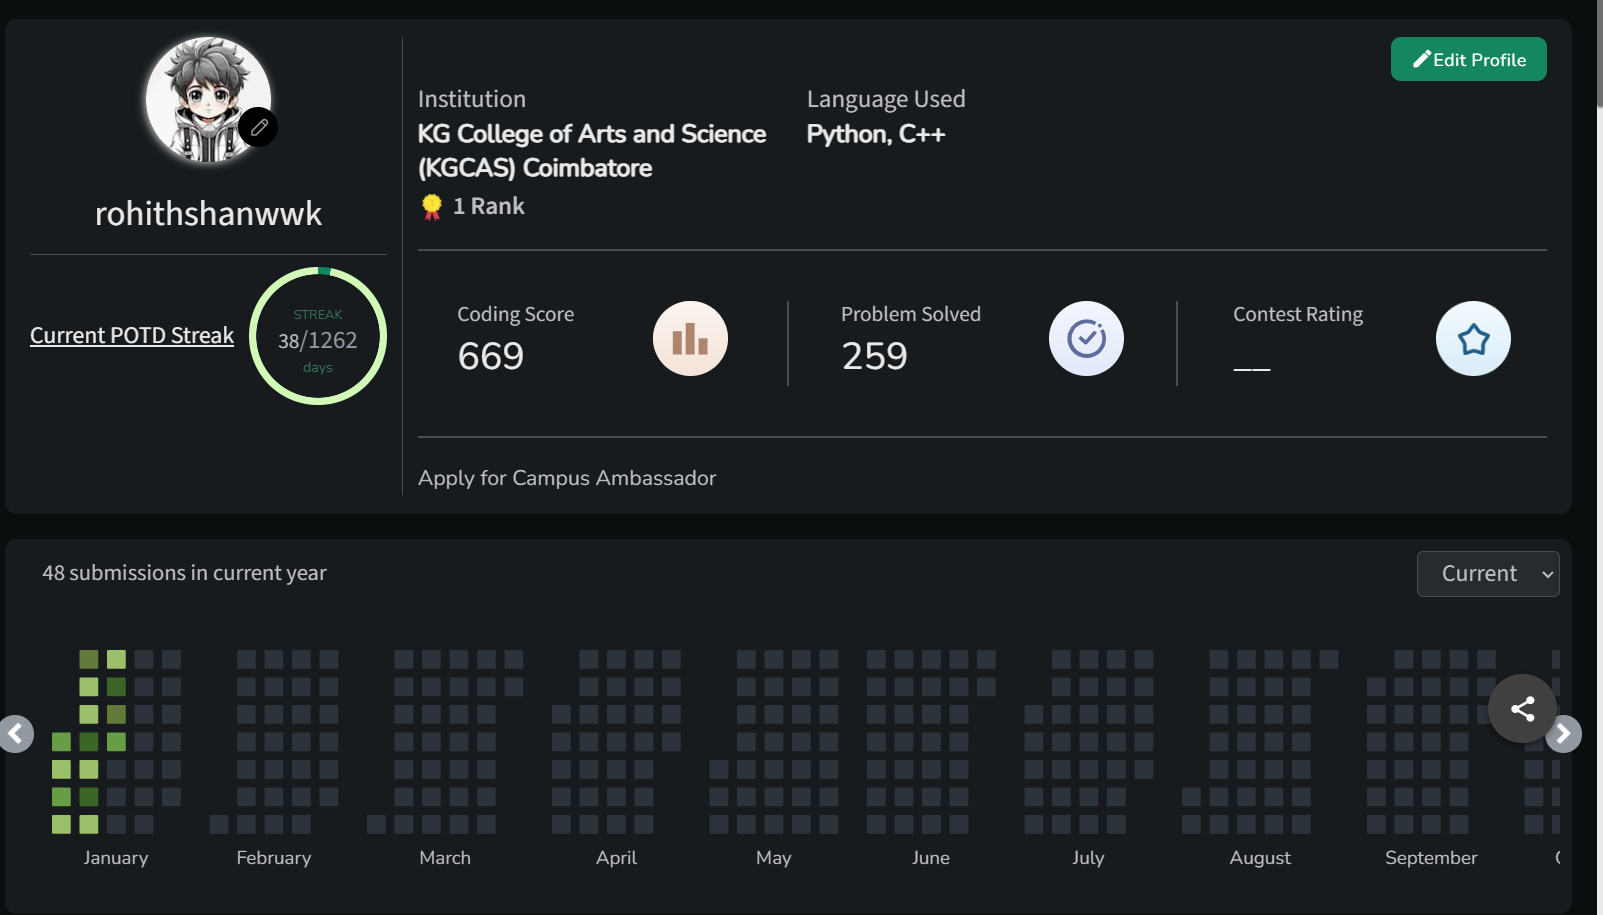 Edit Profile
rohithshanwwk
Current POTD Streak
STREAK
38/1262
days
Institution
KG College of Arts and Science
(KGCAS) Coimbatore
1 Rank
Language Used
Python, C++
Coding Score
669
Problem Solved
259
Contest Rating
__
Apply for Campus Ambassador
48 submissions in current year
Current
January February March April May June July August September